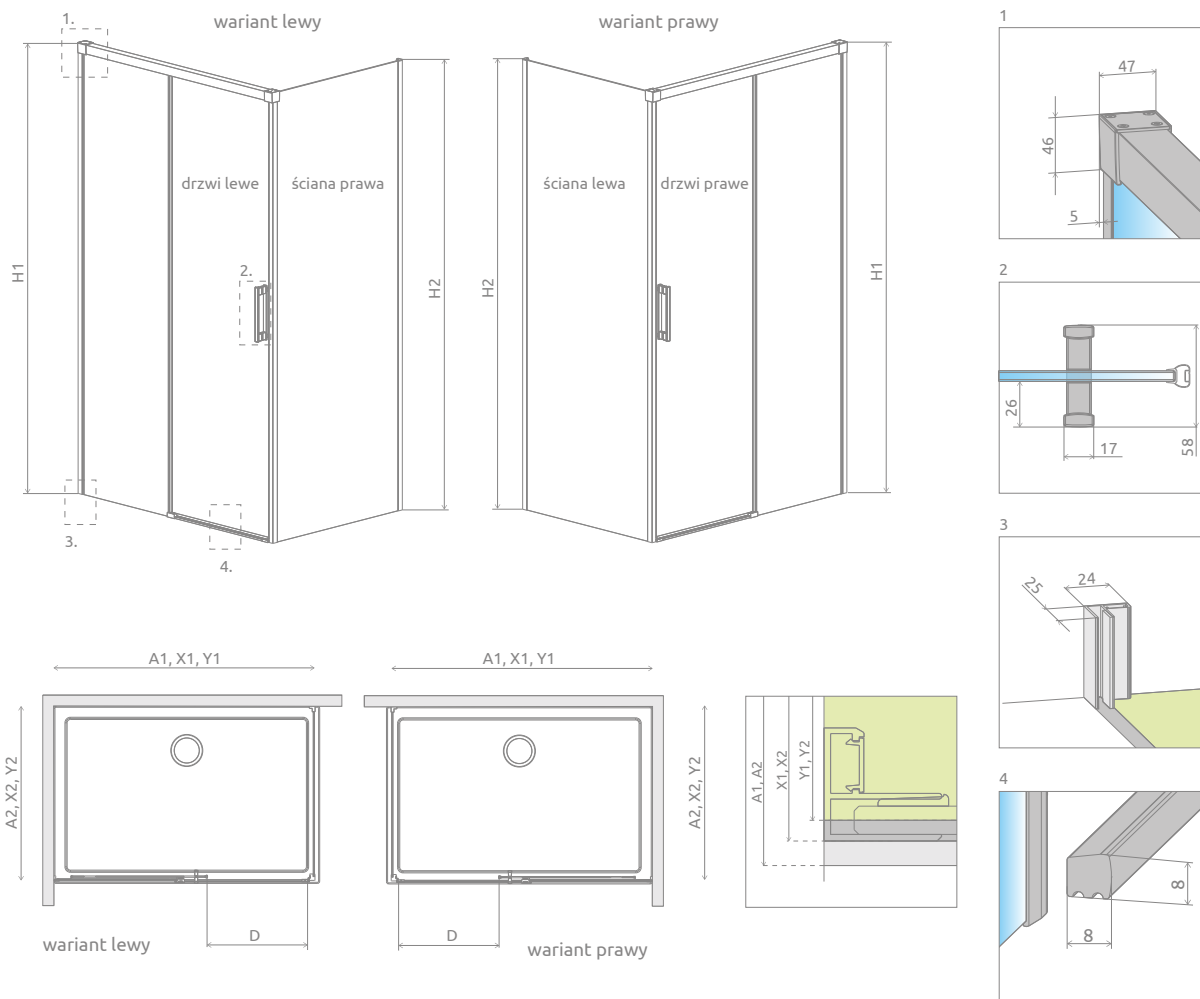 1.
wariant lewy
wariant prawy
drzwi lewe
ściana prawa
ściana lewa
drzwi prawe
H1
2.
H2
H2
H1
3.
4.
1
47
46
5
2
26
17
58
3
25
24
4
8
8
A1, X1, Y1
A1, X1, Y1
A2, X2, Y2
A2, X2, Y2
A1, A2
X1, X2
Y1, Y2
D
D
wariant lewy
wariant prawy